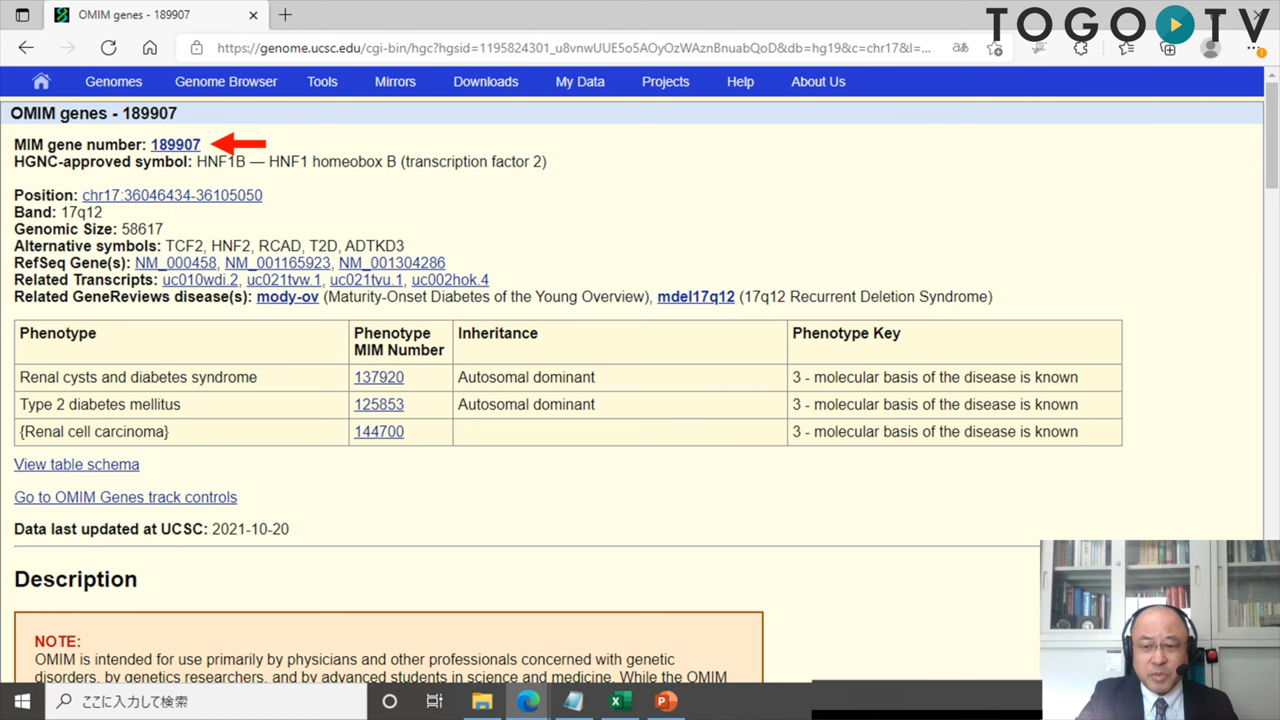 OMIM genes - 189907
TOGO TV
https://genome.ucsc.edu/cgi-bin/hgc?hgsid=1195824301_u8vnwUUE5o5AOyOzWAznBnuabQoD&db=hg19&c=chr17&l=...
Genomes Genome Browser Tools Mirrors Downloads My Data Projects Help About Us
OMIM genes - 189907
MIM gene number: 189907
HGNC-approved symbol: HNF1B — HNF1 homeobox B (transcription factor 2)
Position: chr17:36046434-36105050
Band: 17q12
Genomic Size: 58617
Alternative symbols: TCF2, HNF2, RCAD, T2D, ADTKD3
RefSeq Gene(s): NM_000458, NM_001165923, NM_001304286
Related Transcripts: uc010wdi.2, uc021tvw.1, uc021tvu.1, uc002hok.4
Related GeneReviews disease(s): mody-ov (Maturity-Onset Diabetes of the Young Overview), mdel17q12 (17q12 Recurrent Deletion Syndrome)
Phenotype Phenotype MIM Number Inheritance Phenotype Key
Renal cysts and diabetes syndrome 137920 Autosomal dominant 3 - molecular basis of the disease is known
Type 2 diabetes mellitus 125853 Autosomal dominant 3 - molecular basis of the disease is known
{Renal cell carcinoma} 144700 3 - molecular basis of the disease is known
View table schema
Go to OMIM Genes track controls
Data last updated at UCSC: 2021-10-20
Description
NOTE:
OMIM is intended for use primarily by physicians and other professionals concerned with genetic
disorders, by genetics researchers, and by advanced students in science and medicine. While the OMIM
ここに入力して検索